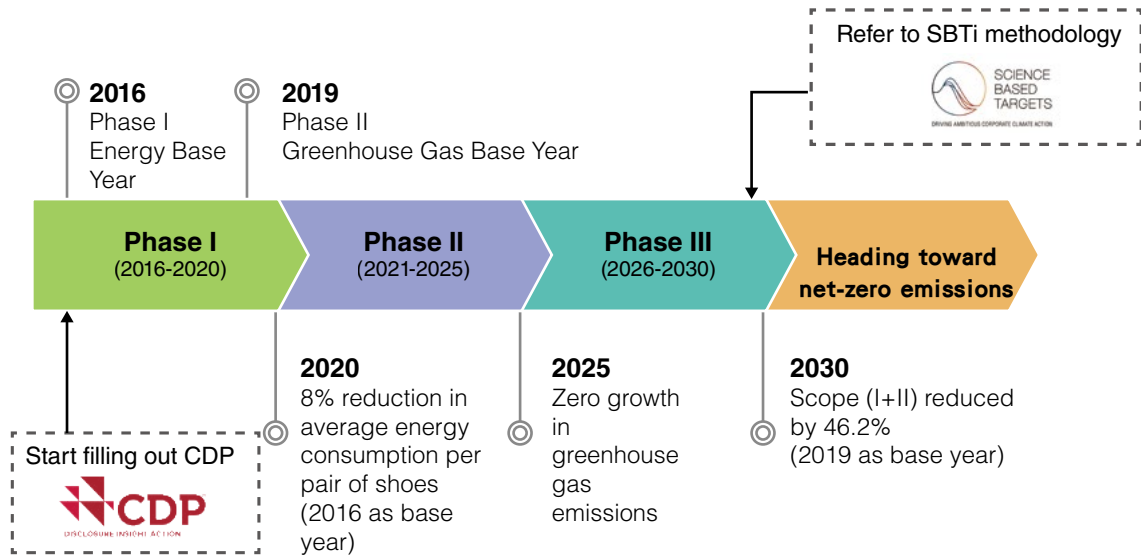 Refer to SBTi methodology
SCIENCE
BASED
TARGETS
DRIVING AMBITIOUS CORPORATE CLIMATE ACTION
2016
Phase I
Energy Base
Year
2019
Phase II
Greenhouse Gas Base Year
Phase I
(2016-2020)
Phase II
(2021-2025)
Phase III
(2026-2030)
Heading toward
net-zero emissions
Start filling out CDP
CDP
DISCLOSURE INSIGHT ACTION
2020
8% reduction in
average energy
consumption per
pair of shoes
(2016 as base
year)
2025
Zero growth
in
greenhouse
gas
emissions
2030
Scope (I+II) reduced
by 46.2%
(2019 as base year)